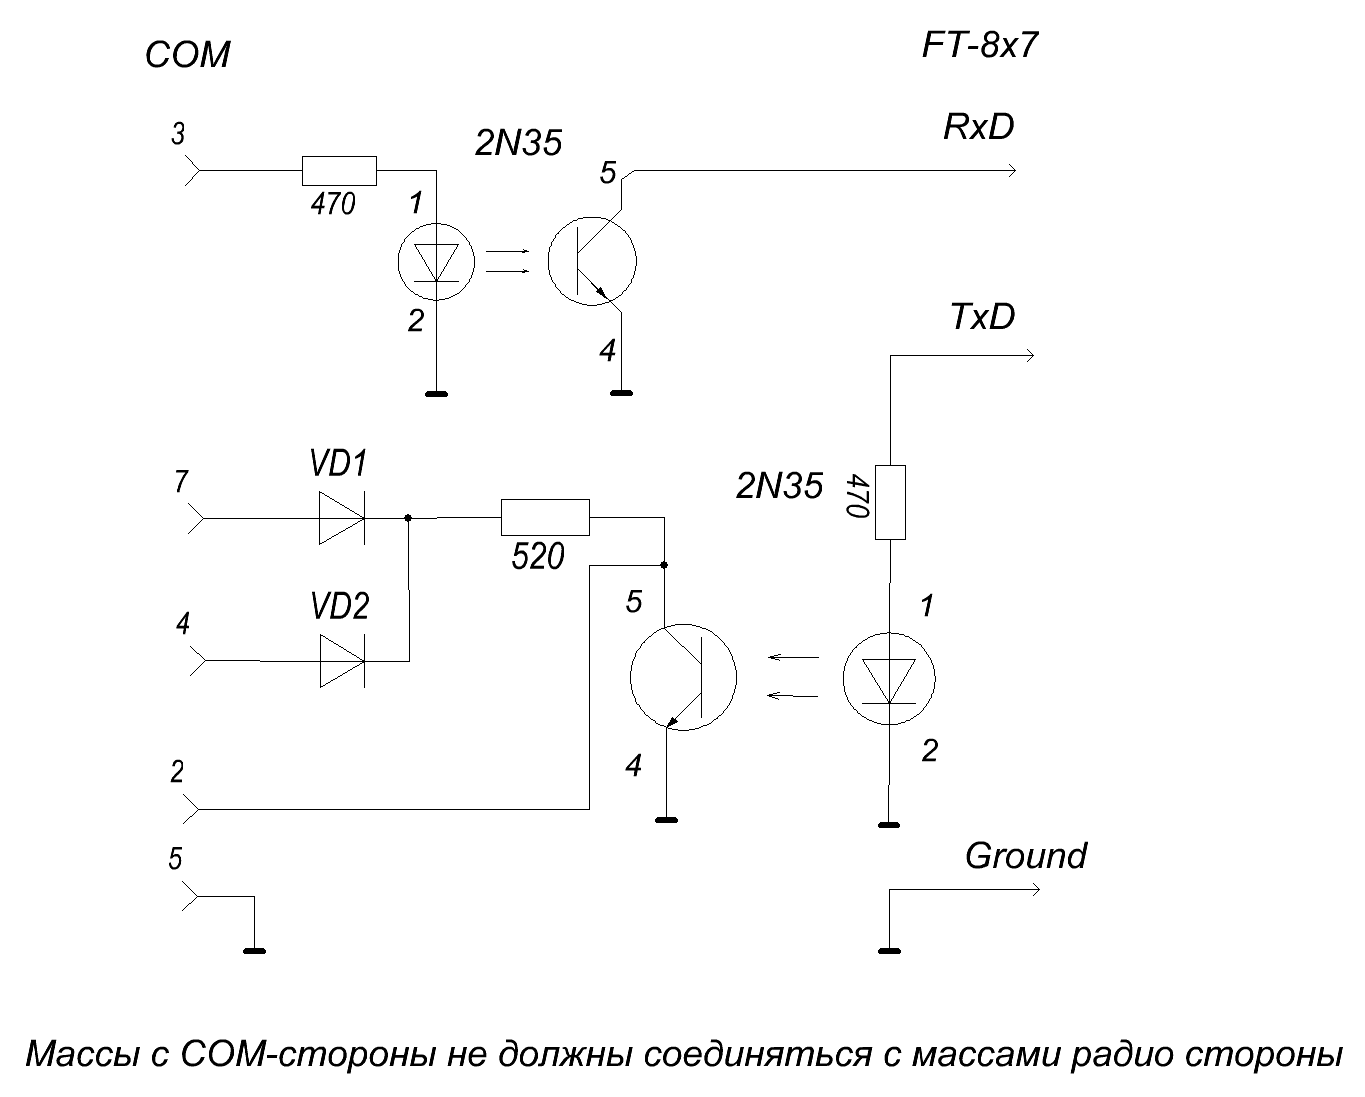 COM
FT-8x7
3
2N35
RxD
5
470
1
2
4
TxD
VD1
7
2N35
470
520
VD2
4
5
1
4
2
2
5
Ground
Массы с COM-стороны не должны соединяться с массами радио стороны